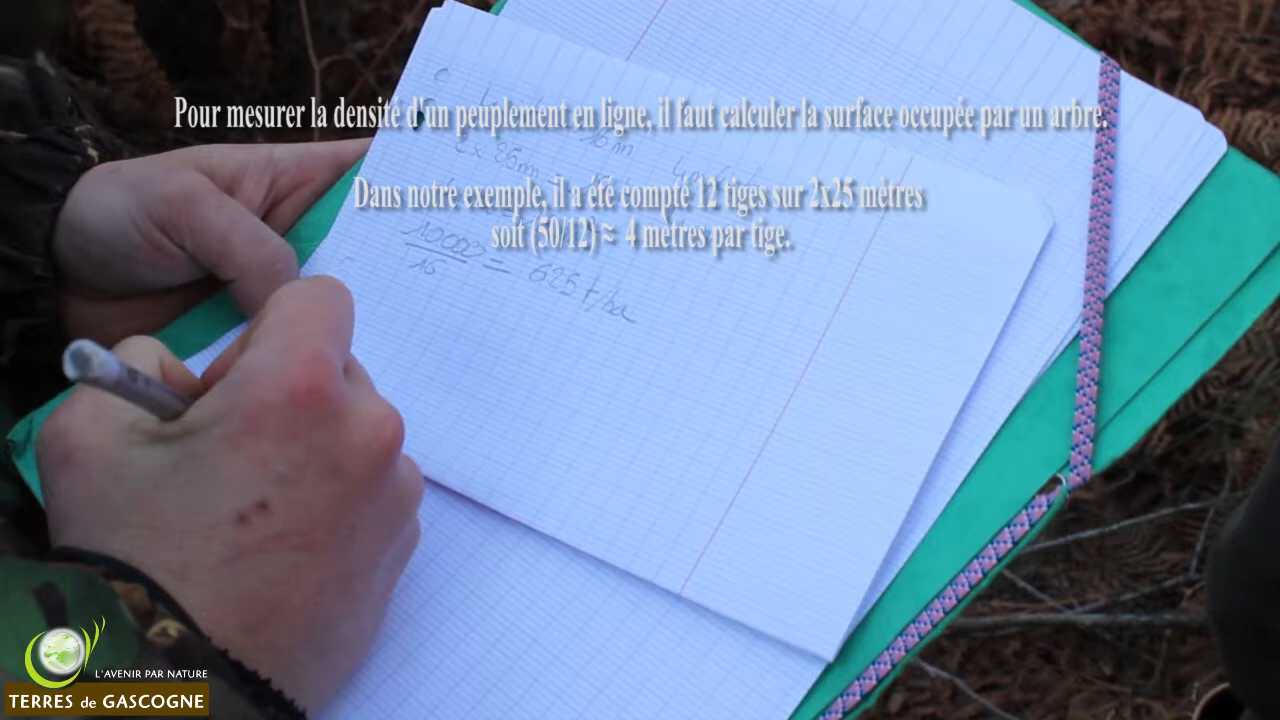 Pour mesurer la densité d'un peuplement en ligne, il faut calculer la surface occupée par un arbre.
Dans notre exemple, il a été compté 12 tiges sur 2x25 mètres
soit (50/12) ≈ 4 mètres par tige.
2 x 25m
10000 = 625 t/ha
16
L'AVENIR PAR NATURE
TERRES de GASCOGNE